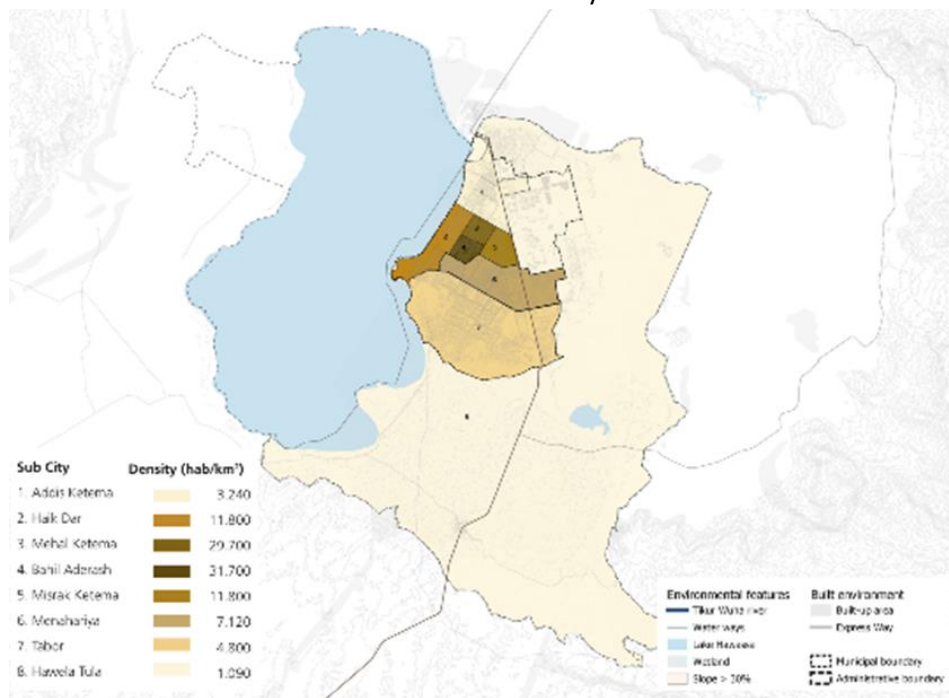 Sub City Density (hab/km²)
1. Addis Ketema 3.240
2. Haik Dar 11.800
3. Mehal Ketema 29.700
4. Bahil Aderash 31.700
5. Misrak Ketema 11.800
6. Menahariya 7.120
7. Tabor 4.800
8. Hawela Tula 1.090
Environmental features
Tikur Wuha river
Water ways
Lake Hawassa
Wetland
Slope > 30%
Built environment
Built-up area
Express Way
Municipal boundary
Administrative boundary